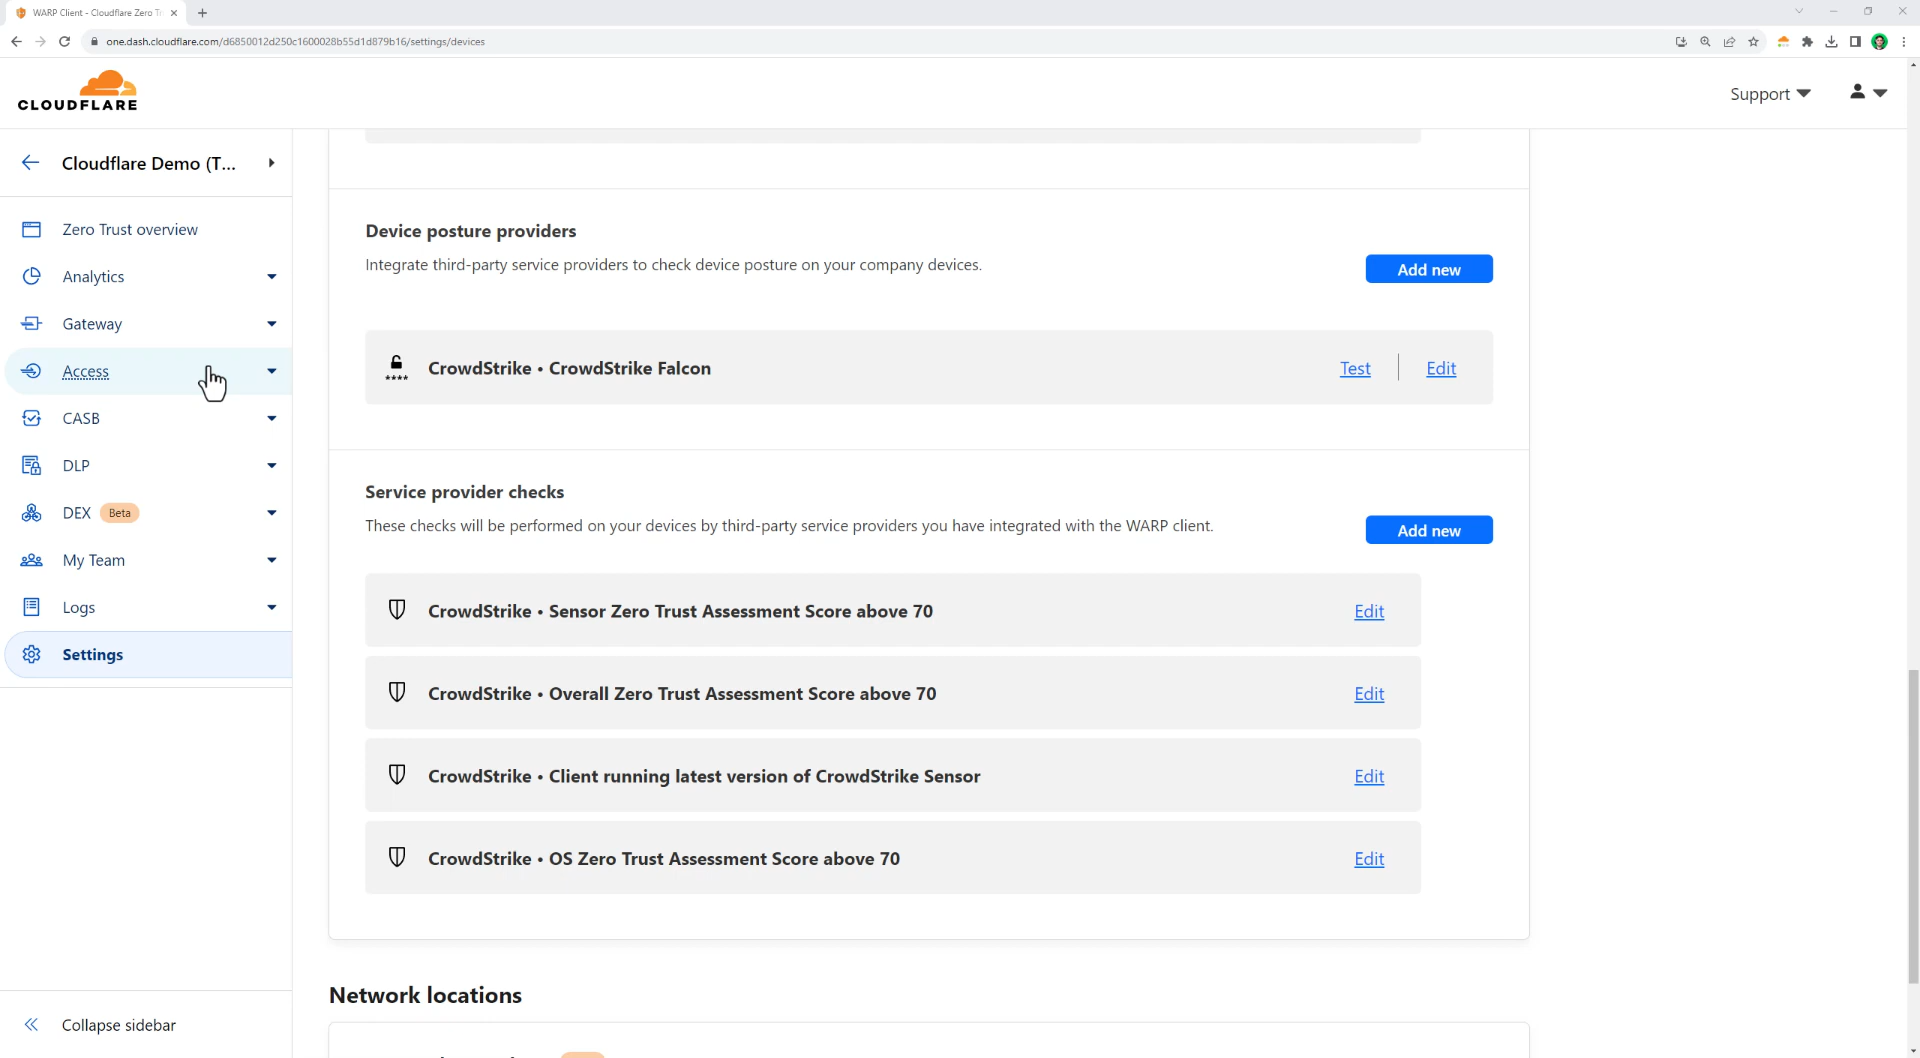 WARP Client - Cloudflare Zero Tr
one.dash.cloudflare.com/d6850012d250c1600028b55d1d879b16/settings/devices
CLOUDFLARE
Support
Cloudflare Demo (T...
Zero Trust overview
Analytics
Gateway
Access
CASB
DLP
DEX Beta
My Team
Logs
Settings
Collapse sidebar
Device posture providers
Integrate third-party service providers to check device posture on your company devices.
Add new
CrowdStrike • CrowdStrike Falcon
Test
Edit
****
Service provider checks
These checks will be performed on your devices by third-party service providers you have integrated with the WARP client.
Add new
CrowdStrike • Sensor Zero Trust Assessment Score above 70
Edit
CrowdStrike • Overall Zero Trust Assessment Score above 70
Edit
CrowdStrike • Client running latest version of CrowdStrike Sensor
Edit
CrowdStrike • OS Zero Trust Assessment Score above 70
Edit
Network locations